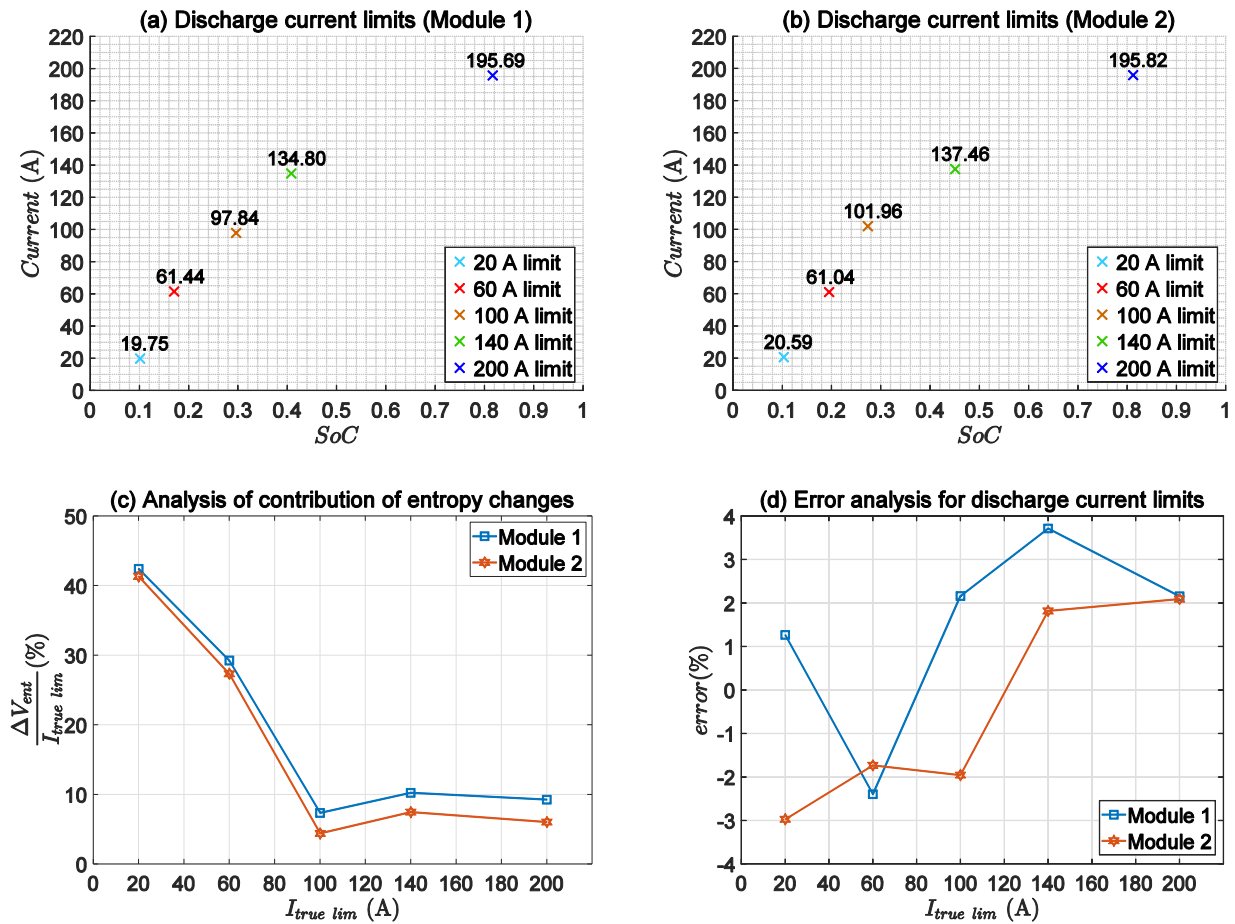 (a) Discharge current limits (Module 1)
220
200
180
160
140
120
100
80
60
40
20
0
Current (A)
195.69
134.80
97.84
61.44
19.75
20 A limit
60 A limit
100 A limit
140 A limit
200 A limit
0 0.1 0.2 0.3 0.4 0.5 0.6 0.7 0.8 0.9 1
SoC
(b) Discharge current limits (Module 2)
220
200
180
160
140
120
100
80
60
40
20
0
Current (A)
195.82
137.46
101.96
61.04
20.59
20 A limit
60 A limit
100 A limit
140 A limit
200 A limit
0 0.1 0.2 0.3 0.4 0.5 0.6 0.7 0.8 0.9 1
SoC
(c) Analysis of contribution of entropy changes
50
40
30
20
10
0
ΔV_ent / I_true lim (%)
Module 1
Module 2
0 20 40 60 80 100 120 140 160 180 200
I_true lim (A)
(d) Error analysis for discharge current limits
4
3
2
1
0
-1
-2
-3
-4
error(%)
Module 1
Module 2
0 20 40 60 80 100 120 140 160 180 200
I_true lim (A)